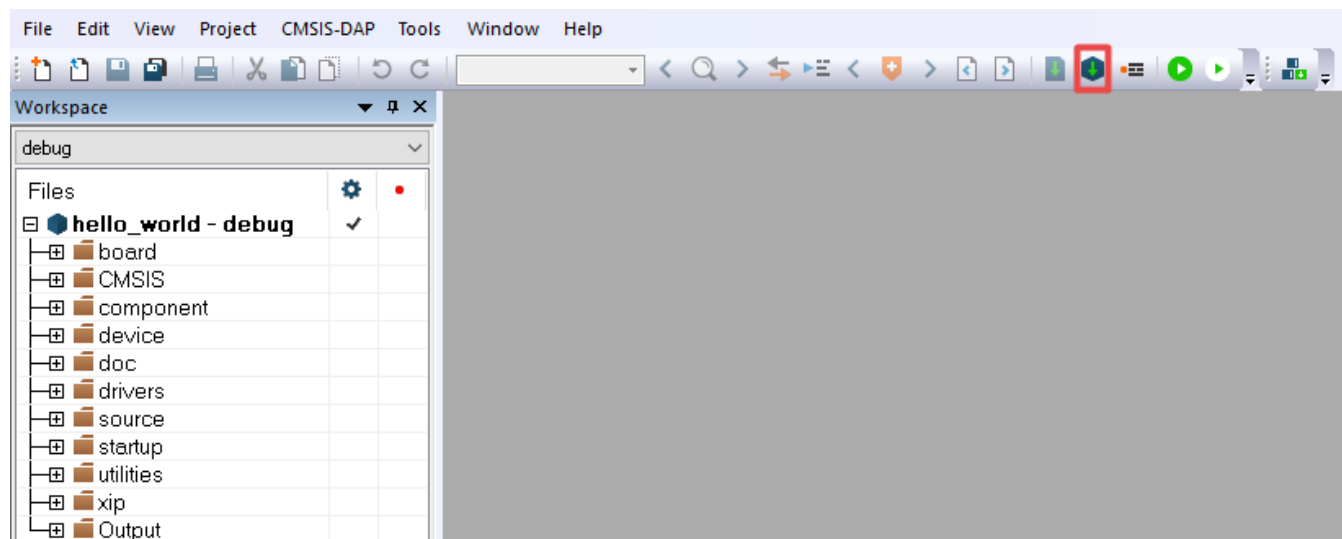 File Edit View Project CMSIS-DAP Tools Window Help
Workspace
debug
Files
hello_world - debug
board
CMSIS
component
device
doc
drivers
source
startup
utilities
xip
Output